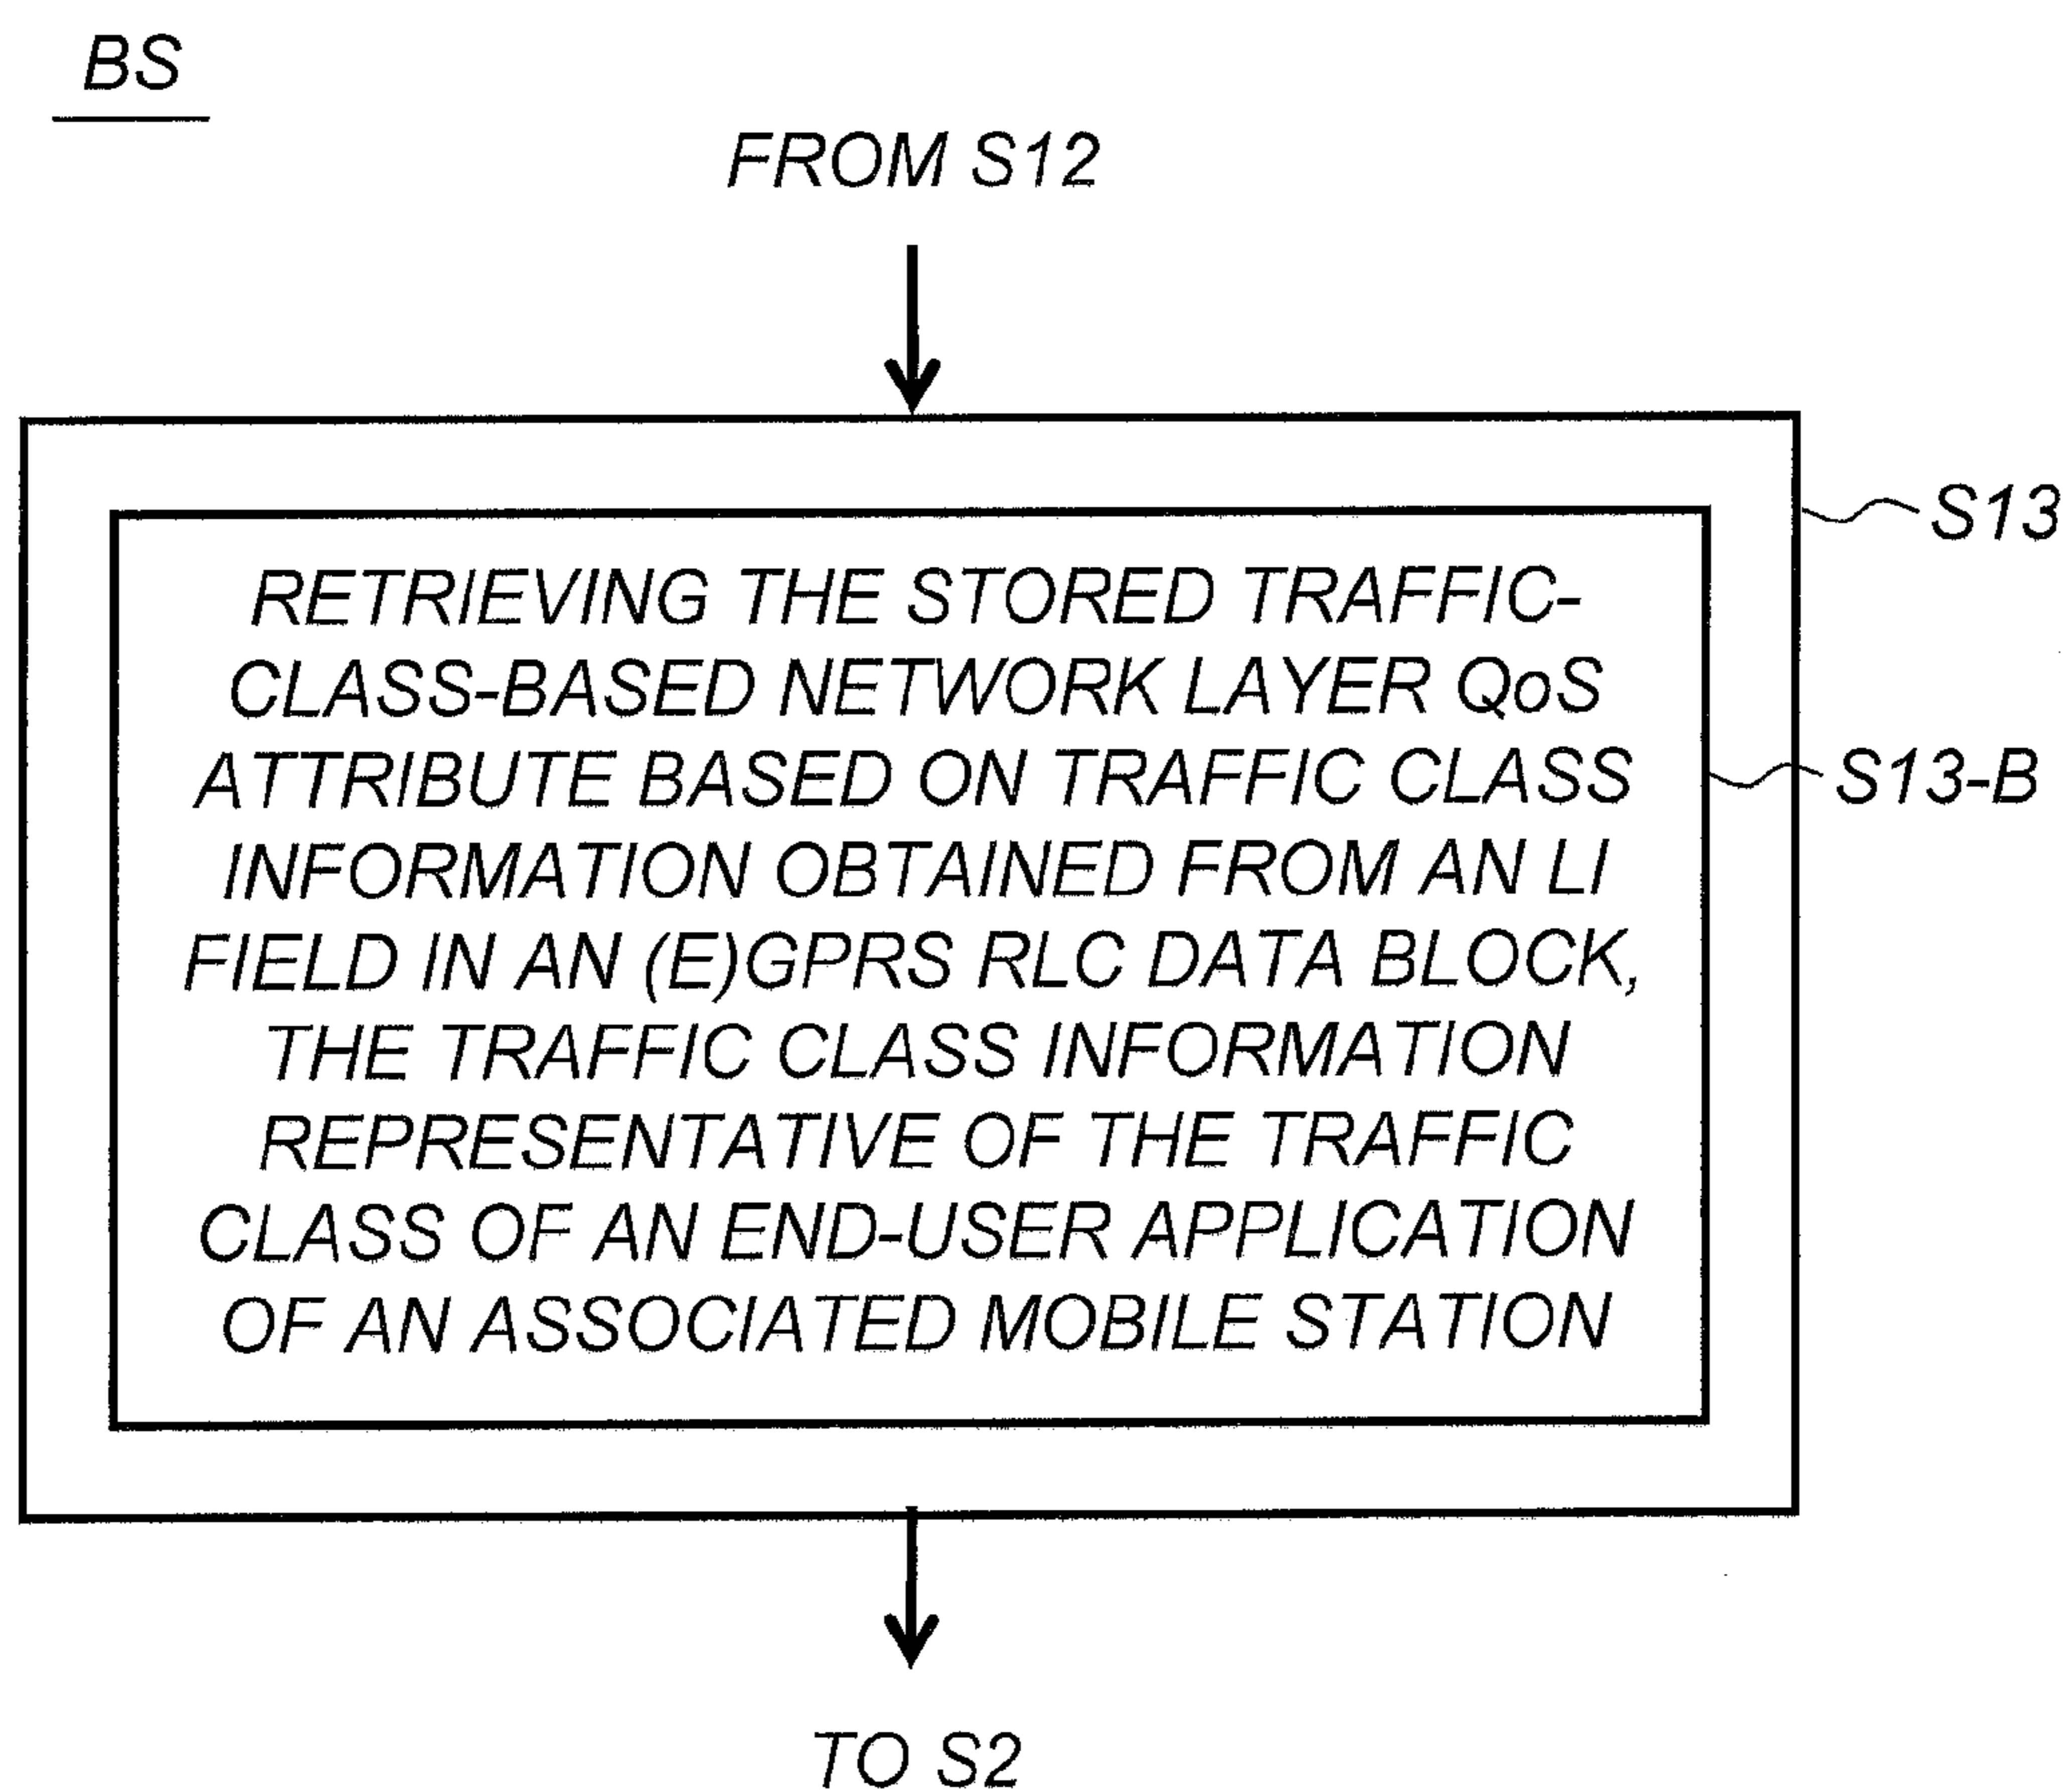 BS
FROM S12
S13
RETRIEVING THE STORED TRAFFIC-
CLASS-BASED NETWORK LAYER QoS
ATTRIBUTE BASED ON TRAFFIC CLASS
S13-B
INFORMATION OBTAINED FROM AN LI
FIELD IN AN (E)GPRS RLC DATA BLOCK,
THE TRAFFIC CLASS INFORMATION
REPRESENTATIVE OF THE TRAFFIC
CLASS OF AN END-USER APPLICATION
OF AN ASSOCIATED MOBILE STATION
TO S2